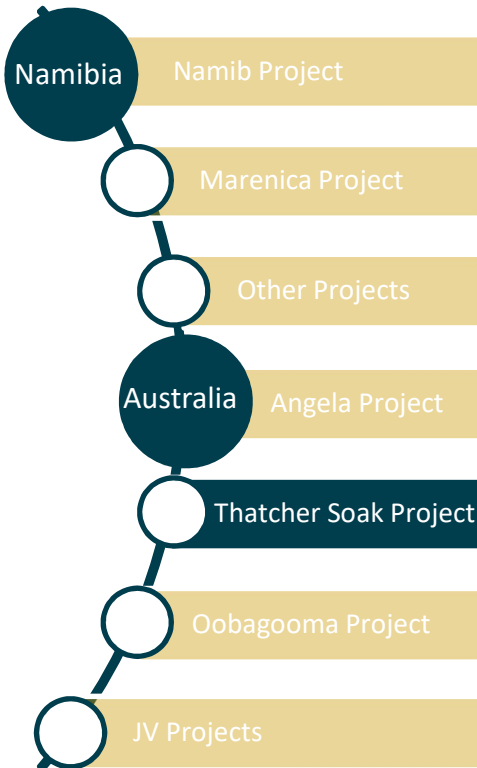 Namibia
Namib Project
Marenica Project
Other Projects
Australia
Angela Project
Thatcher Soak Project
Oobagooma Project
JV Projects